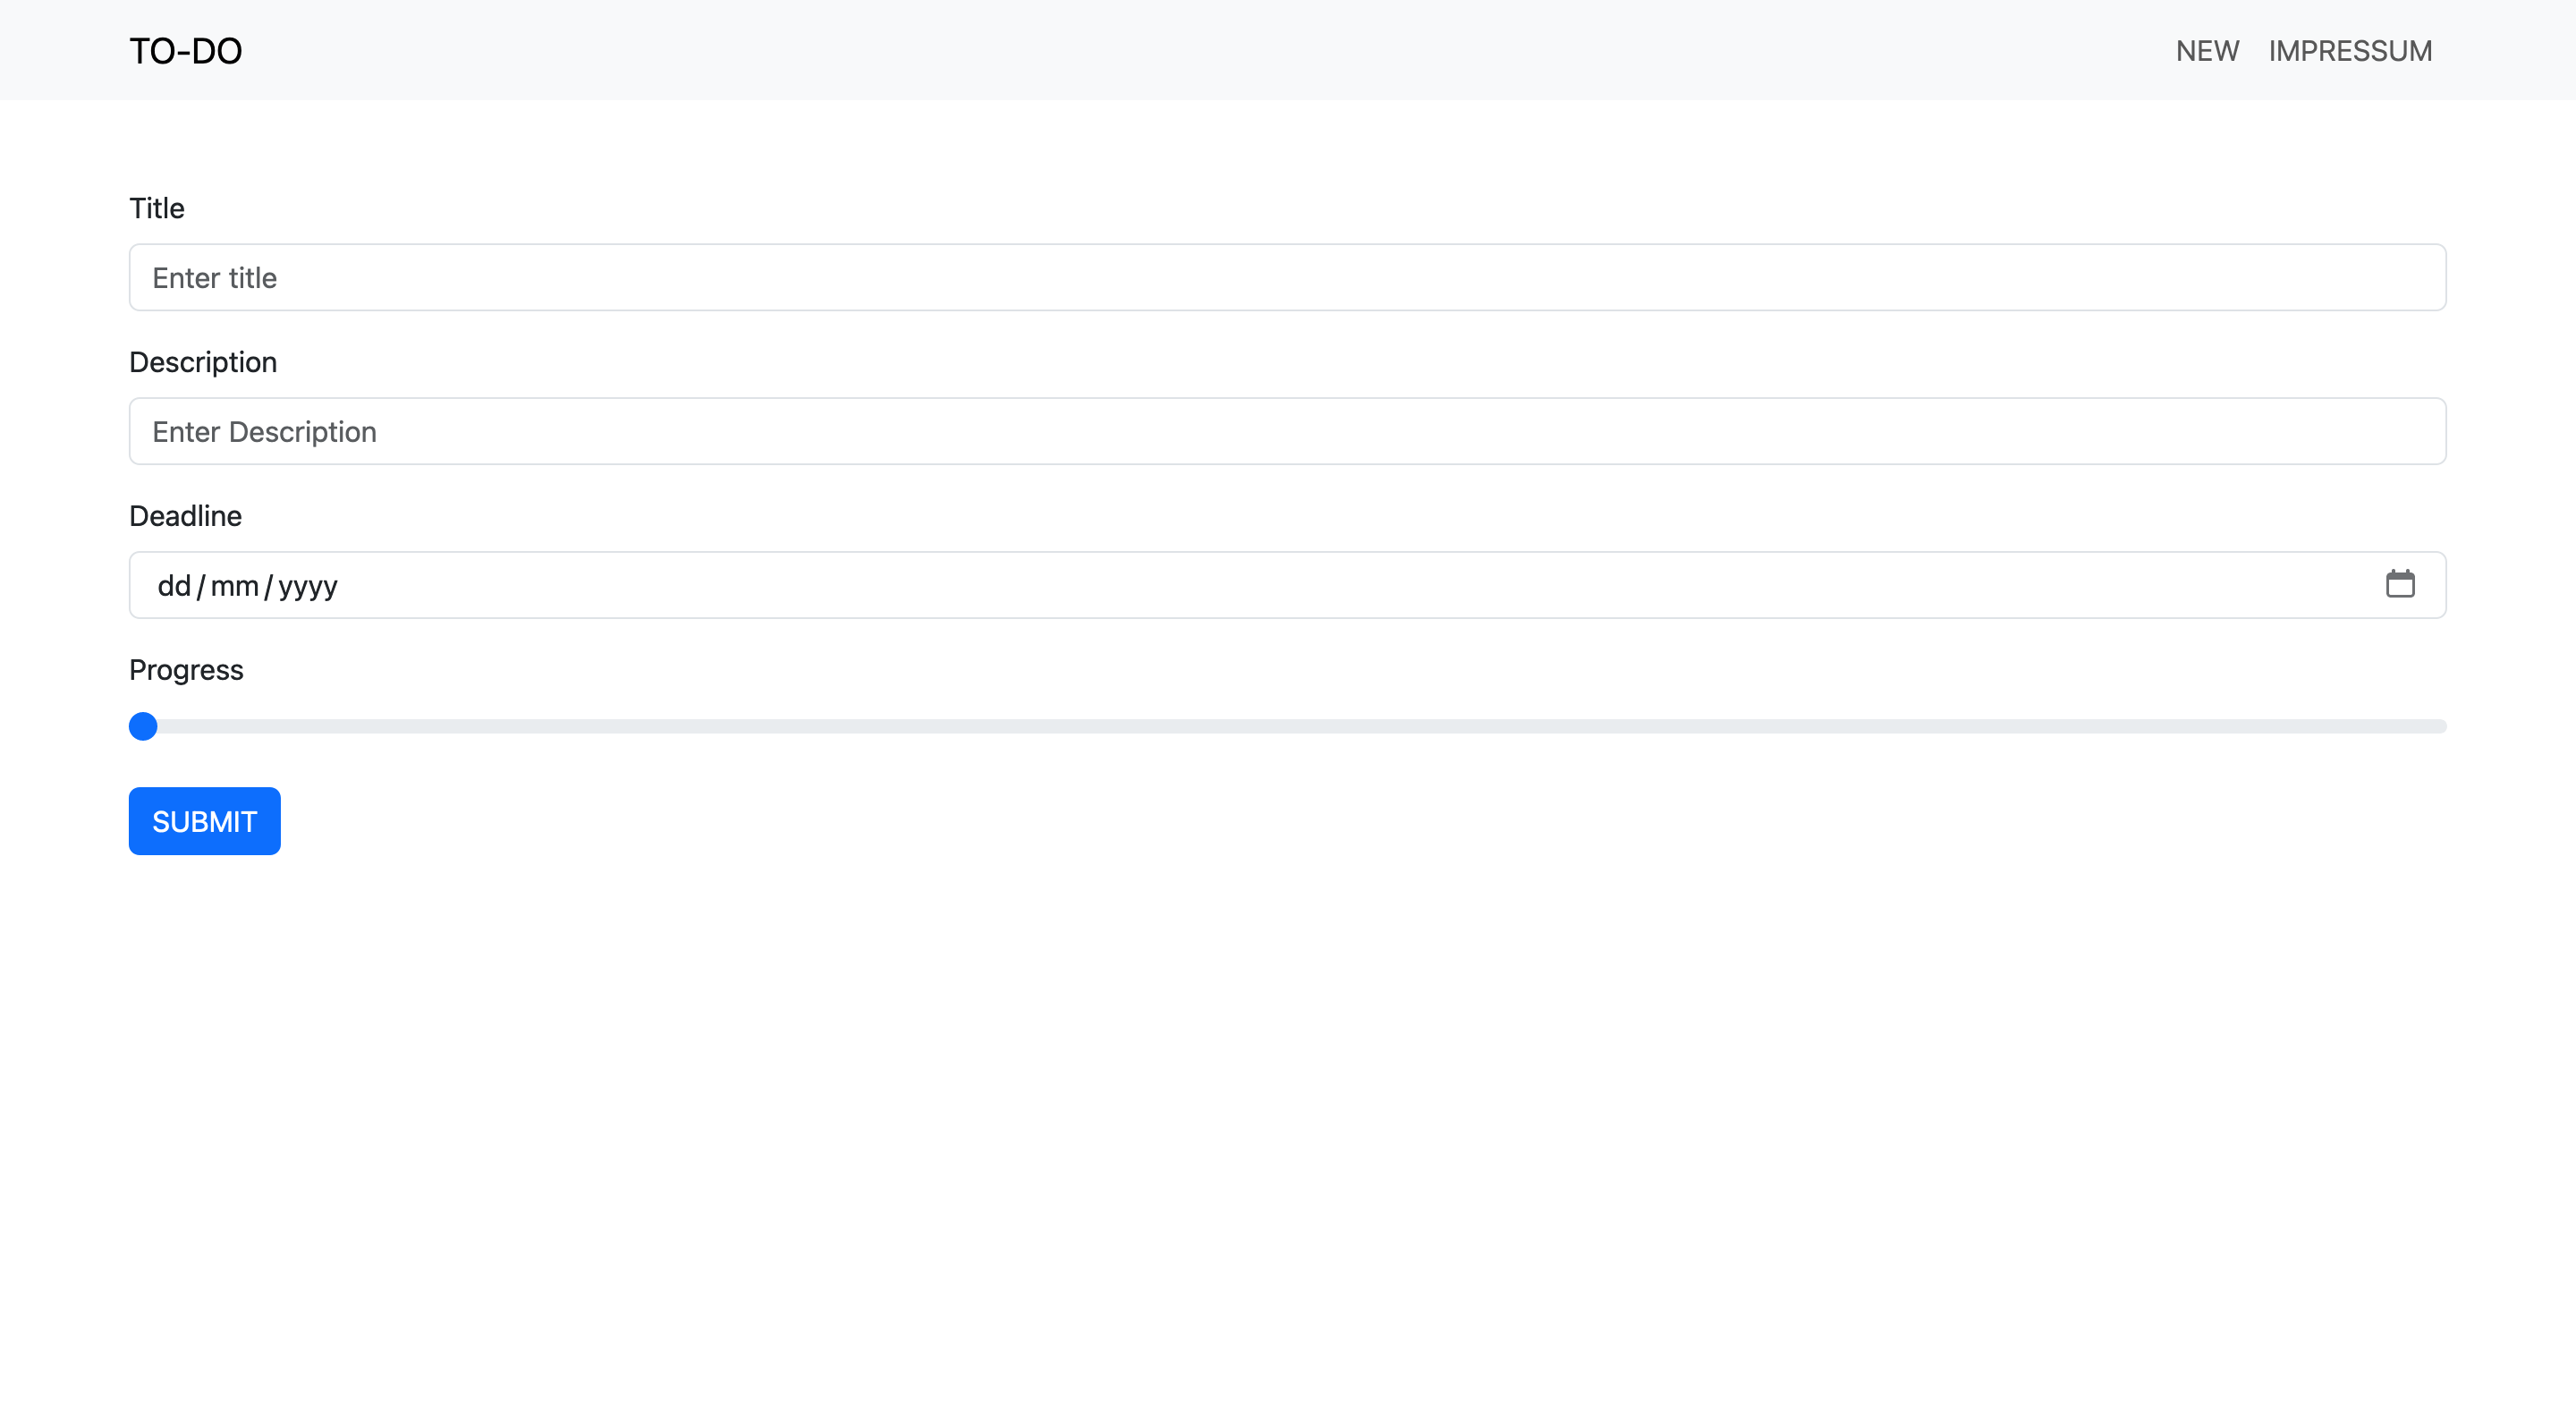 TO-DO NEW IMPRESSUM
Title
Enter title
Description
Enter Description
Deadline
dd/mm/yyyy
Progress
SUBMIT